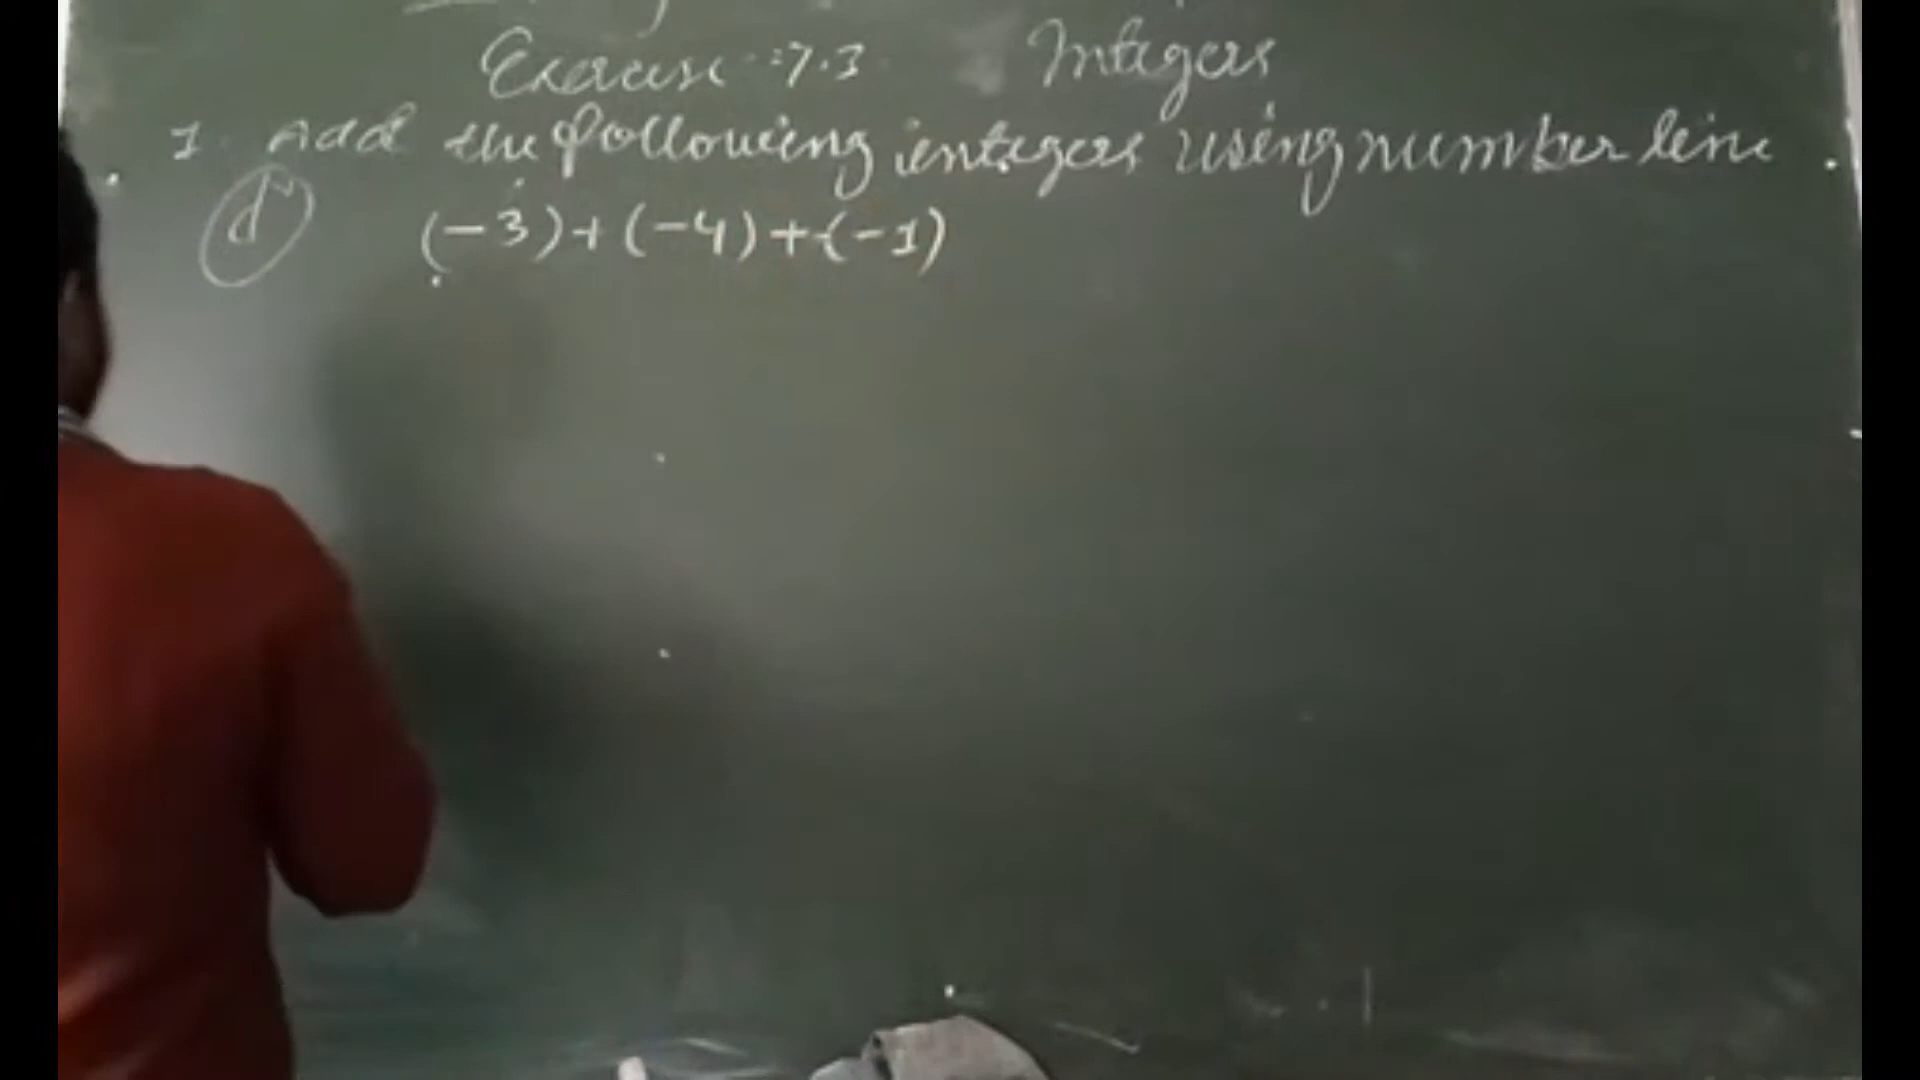 Exercise :- 7.3 Integers
1. Add the following integers using number line
(d) (-3)+(-4)+(-1)